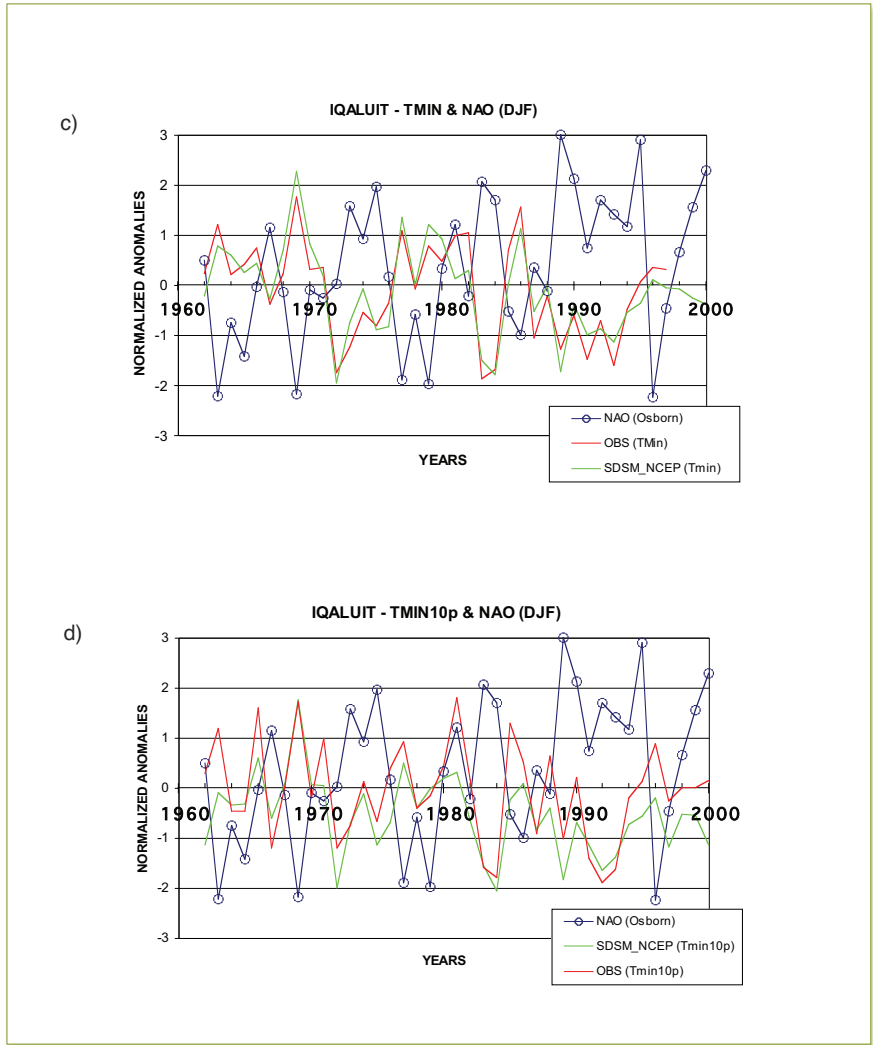 c)
IQALUIT - TMIN & NAO (DJF)
NORMALIZED ANOMALIES
3
2
1
0
-1
-2
-3
1960
1970
1980
1990
2000
YEARS
NAO (Osborn)
OBS (TMin)
SDSM_NCEP (Tmin)
d)
IQALUIT - TMIN10p & NAO (DJF)
NORMALIZED ANOMALIES
3
2
1
0
-1
-2
-3
1960
1970
1980
1990
2000
YEARS
NAO (Osborn)
SDSM_NCEP (Tmin10p)
OBS (Tmin10p)